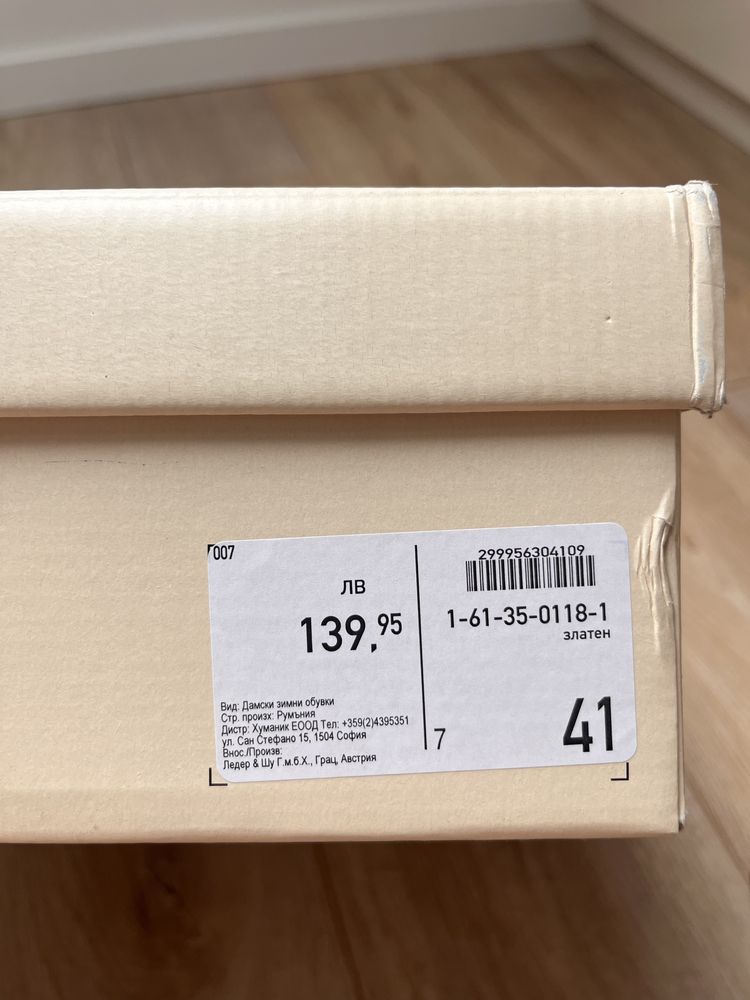 007
лв
139,95
Вид: Дамски зимни обувки
Стр. произх: Румъния
Дистр: Хуманик ЕООД Тел: +359(2)4395351
ул. Сан Стефано 15, 1504 София
Внос./Произв:
Ледер & Шу Г.м.б.Х., Грац, Австрия
299956304109
1-61-35-0118-1
златен
7
41